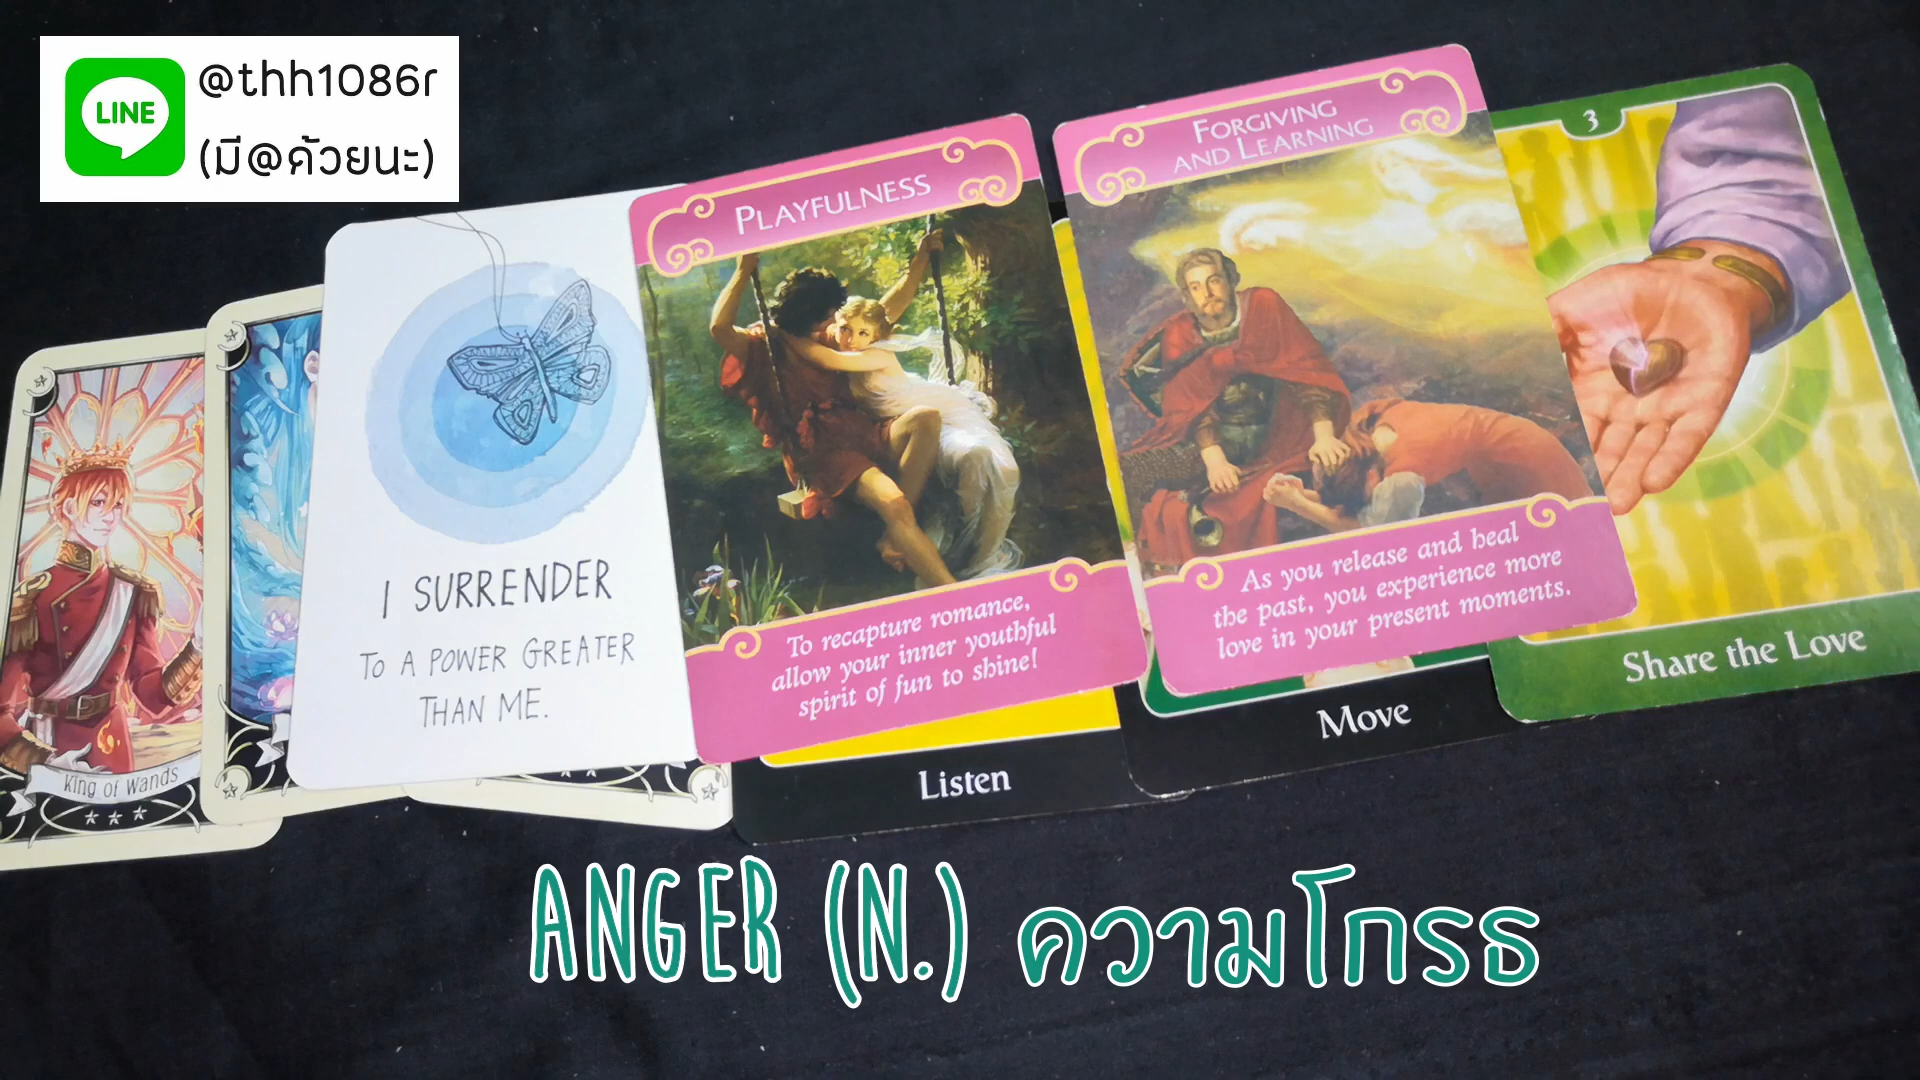 LINE
@thh1086r
(มี@ด้วยนะ)
King of Wands
I SURRENDER
TO A POWER GREATER
THAN ME.
PLAYFULNESS
To recapture romance,
allow your inner youthful
spirit of fun to shine!
Listen
FORGIVING
AND LEARNING
As you release and heal
the past, you experience more
love in your present moments.
Move
3
Share the Love
ANGER (N.) ความโกรธ